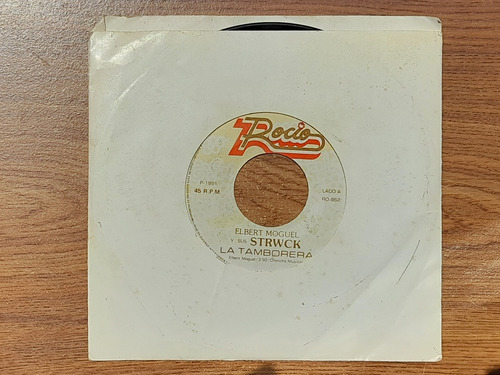 Rocio
P-1991
45 R.P.M.
LADO A
RO-862
ELBERT MOGUEL
Y SUS STRWCK
LA TAMBORERA